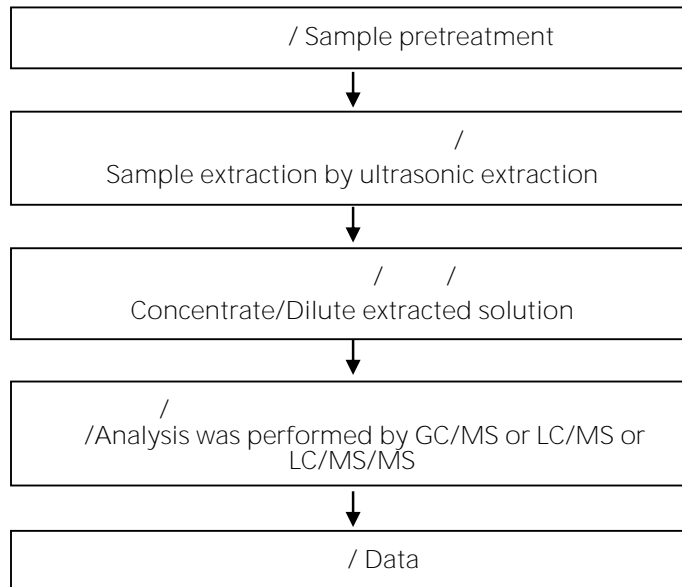 / Sample pretreatment
/
Sample extraction by ultrasonic extraction
/ /
Concentrate/Dilute extracted solution
/
/Analysis was performed by GC/MS or LC/MS or
LC/MS/MS
/ Data